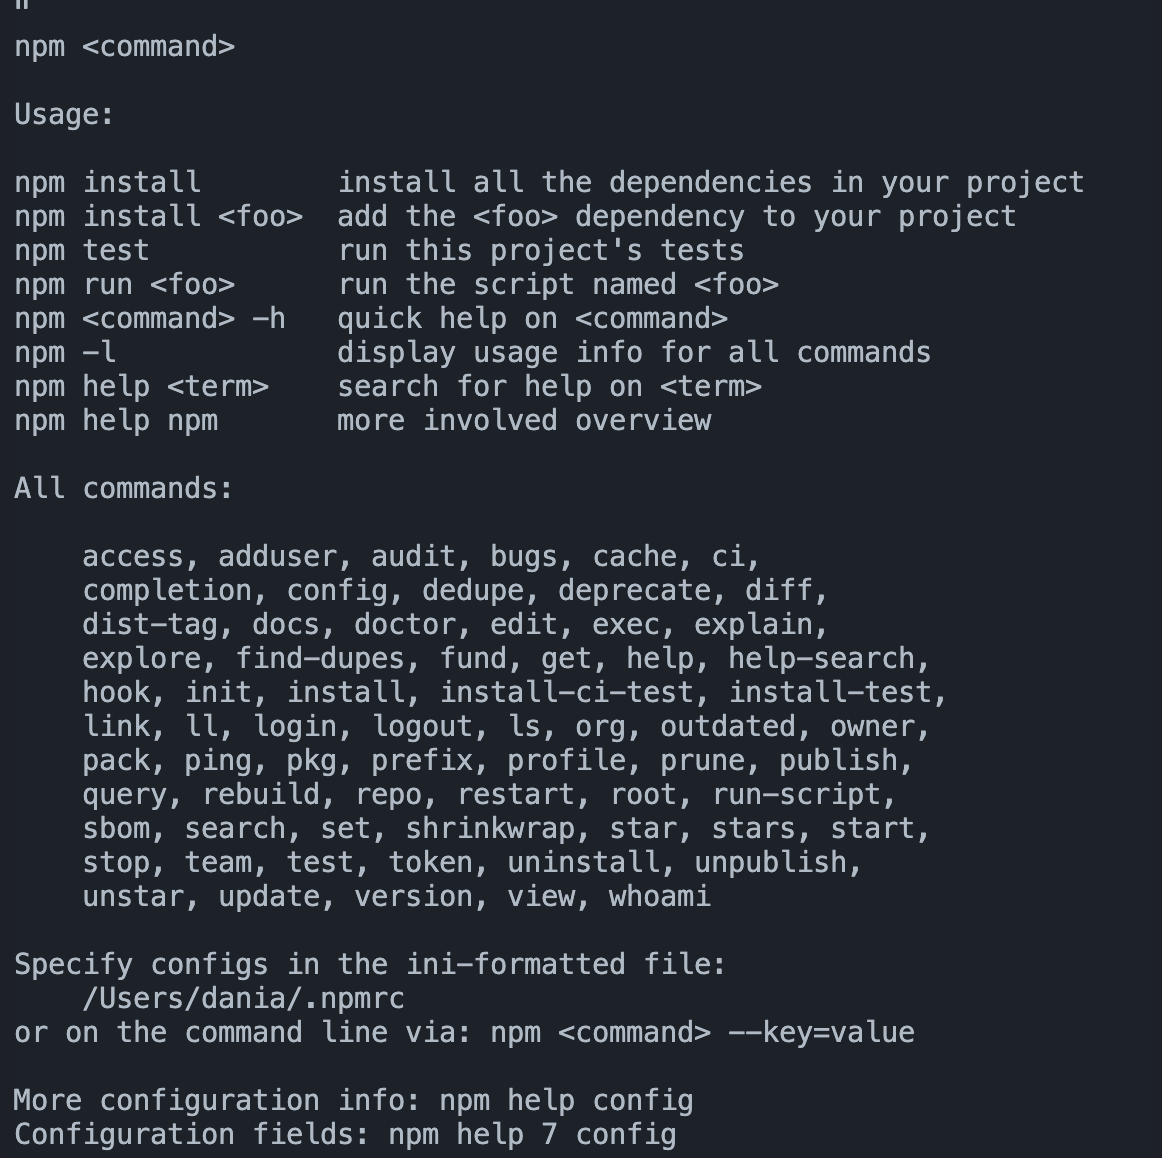 npm <command>
Usage:
npm install        install all the dependencies in your project
npm install <foo>  add the <foo> dependency to your project
npm test           run this project's tests
npm run <foo>      run the script named <foo>
npm <command> -h   quick help on <command>
npm -l             display usage info for all commands
npm help <term>    search for help on <term>
npm help npm       more involved overview
All commands:
    access, adduser, audit, bugs, cache, ci,
    completion, config, dedupe, deprecate, diff,
    dist-tag, docs, doctor, edit, exec, explain,
    explore, find-dupes, fund, get, help, help-search,
    hook, init, install, install-ci-test, install-test,
    link, ll, login, logout, ls, org, outdated, owner,
    pack, ping, pkg, prefix, profile, prune, publish,
    query, rebuild, repo, restart, root, run-script,
    sbom, search, set, shrinkwrap, star, stars, start,
    stop, team, test, token, uninstall, unpublish,
    unstar, update, version, view, whoami
Specify configs in the ini-formatted file:
    /Users/dania/.npmrc
or on the command line via: npm <command> --key=value
More configuration info: npm help config
Configuration fields: npm help 7 config